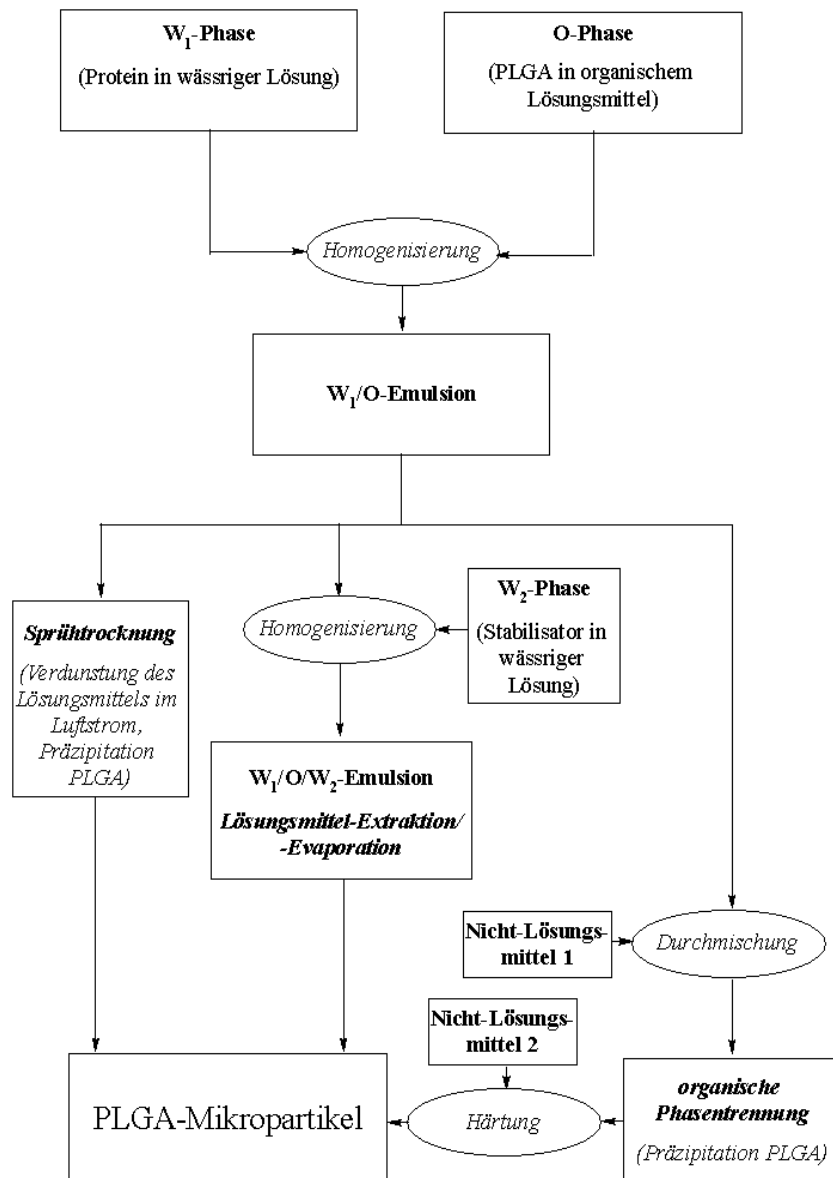 W1-Phase
(Protein in wässriger Lösung)
O-Phase
(PLGA in organischem
Lösungsmittel)
Homogenisierung
W1/O-Emulsion
Sprühtrocknung
(Verdunstung des
Lösungsmittels im
Luftstrom,
Präzipitation
PLGA)
Homogenisierung
W2-Phase
(Stabilisator in
wässriger
Lösung)
W1/O/W2-Emulsion
Lösungsmittel-Extraktion/
-Evaporation
Nicht-Lösungs-
mittel 1
Durchmischung
Nicht-Lösungs-
mittel 2
PLGA-Mikropartikel
Härtung
organische
Phasentrennung
(Präzipitation PLGA)